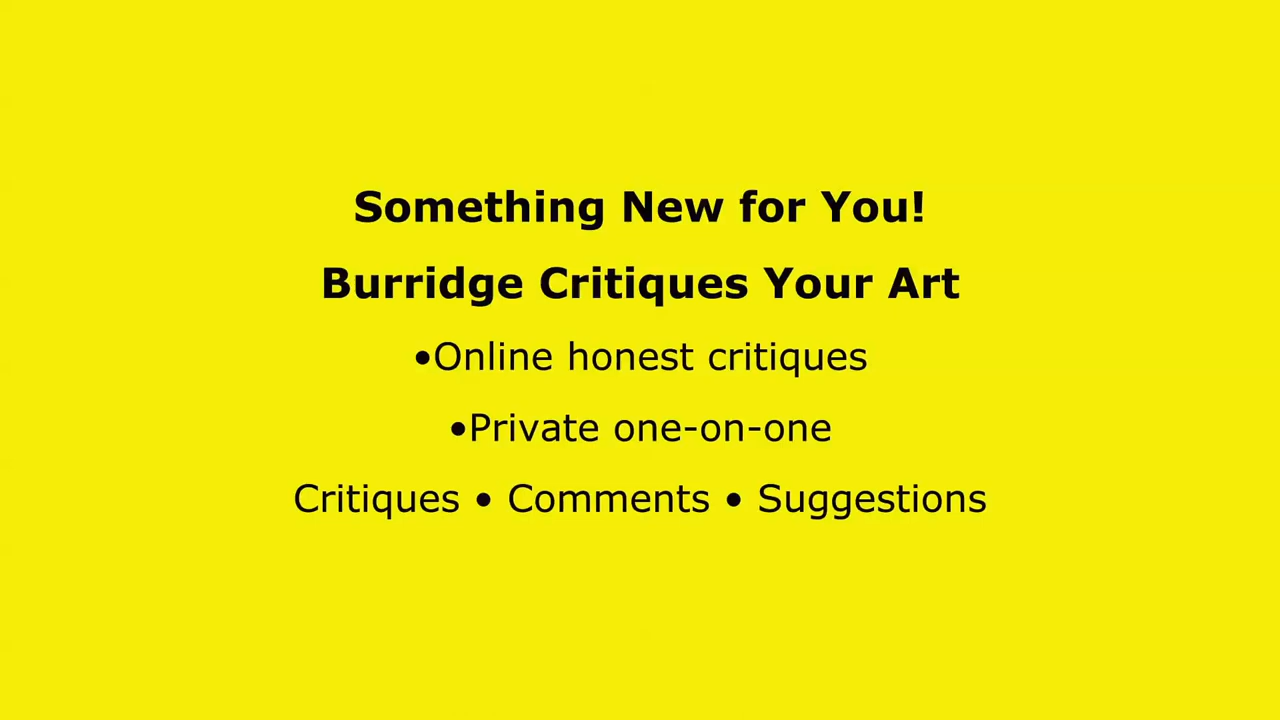 Something New for You!
Burridge Critiques Your Art
•Online honest critiques
•Private one-on-one
Critiques • Comments • Suggestions